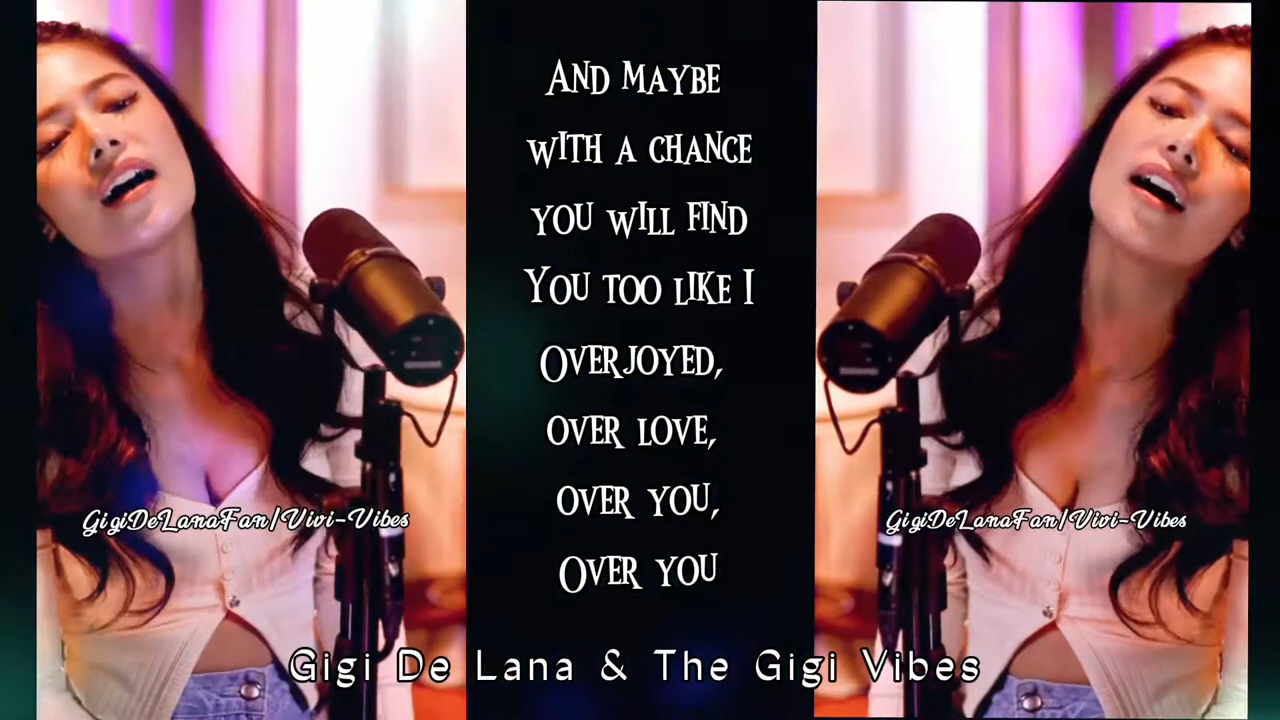 And maybe
with a chance
you will find
You too like I
Overjoyed,
over love,
over you,
Over you
GigiDeLanaFan/Vivi-Vibes
GigiDeLanaFan/Vivi-Vibes
Gigi De Lana & The Gigi Vibes